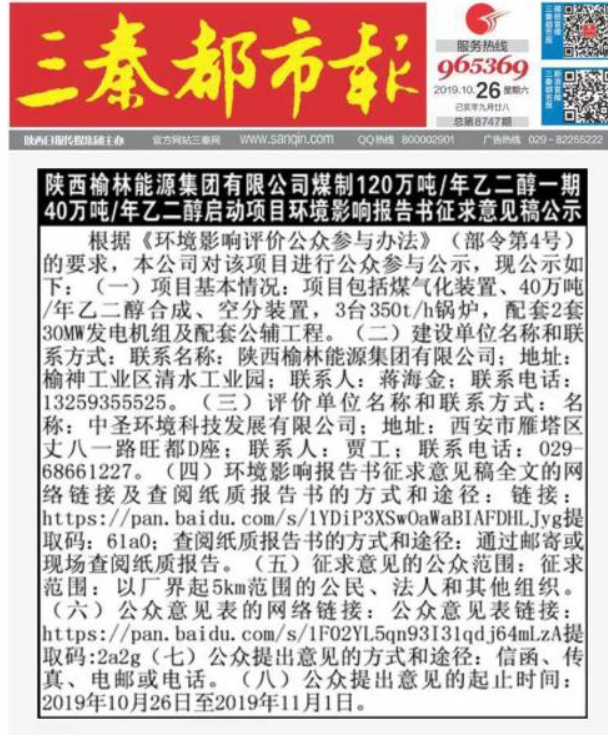 三秦都市报
服务热线
965369
2019.10.26 星期六
己亥年九月廿八
总第8747期
陕西日报传媒集团主办 官方网站三秦网 www.sanqin.com QQ热线 800002901 广告热线 029-82255222
陕西榆林能源集团有限公司煤制120万吨/年乙二醇一期
40万吨/年乙二醇启动项目环境影响报告书征求意见稿公示
根据《环境影响评价公众参与办法》（部令第4号）
的要求，本公司对该项目进行公众参与公示，现公示如
下：（一）项目基本情况：项目包括煤气化装置、40万吨
/年乙二醇合成、空分装置，3台350t/h锅炉，配套2套
30MW发电机组及配套公辅工程。（二）建设单位名称和联
系方式：联系名称：陕西榆林能源集团有限公司；地址：
榆神工业区清水工业园；联系人：蒋海金；联系电话：
13259355525。（三）评价单位名称和联系方式：名
称：中圣环境科技发展有限公司；地址：西安市雁塔区
丈八一路旺都D座；联系人：贾工；联系电话：029-
68661227。（四）环境影响报告书征求意见稿全文的网
络链接及查阅纸质报告书的方式和途径：链接：
https://pan.baidu.com/s/1YDiP3XSwOaWaBIAFDHLJyg提
取码：61a0；查阅纸质报告书的方式和途径：通过邮寄或
现场查阅纸质报告。（五）征求意见的公众范围：征求
范围：以厂界起5km范围的公民、法人和其他组织。
（六）公众意见表的网络链接：公众意见表链接：
https://pan.baidu.com/s/1F02YL5qn93I31qdj64mLzA提
取码:2a2g（七）公众提出意见的方式和途径：信函、传
真、电邮或电话。（八）公众提出意见的起止时间：
2019年10月26日至2019年11月1日。